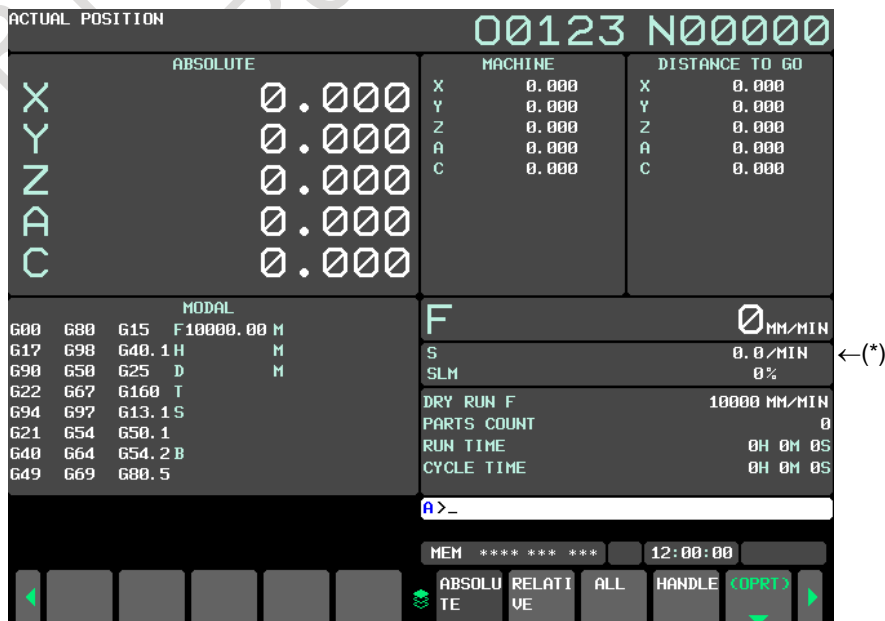 ACTUAL POSITION
O0123 N00000
ABSOLUTE
X 0.000
Y 0.000
Z 0.000
A 0.000
C 0.000
MACHINE
X 0.000
Y 0.000
Z 0.000
A 0.000
C 0.000
DISTANCE TO GO
X 0.000
Y 0.000
Z 0.000
A 0.000
C 0.000
MODAL
G00 G80 G15 F10000.00 M
G17 G98 G40.1 H M
G90 G50 G25 D M
G22 G67 G160 T
G94 G97 G13.1 S
G21 G54 G50.1
G40 G64 G54.2 B
G49 G69 G80.5
F 0 MM/MIN
S 0.0/MIN
←(*)
SLM 0%
DRY RUN F 10000 MM/MIN
PARTS COUNT 0
RUN TIME 0H 0M 0S
CYCLE TIME 0H 0M 0S
A>_
MEM **** *** *** 12:00:00
ABSOLUTE RELATIVE ALL HANDLE (OPRT)